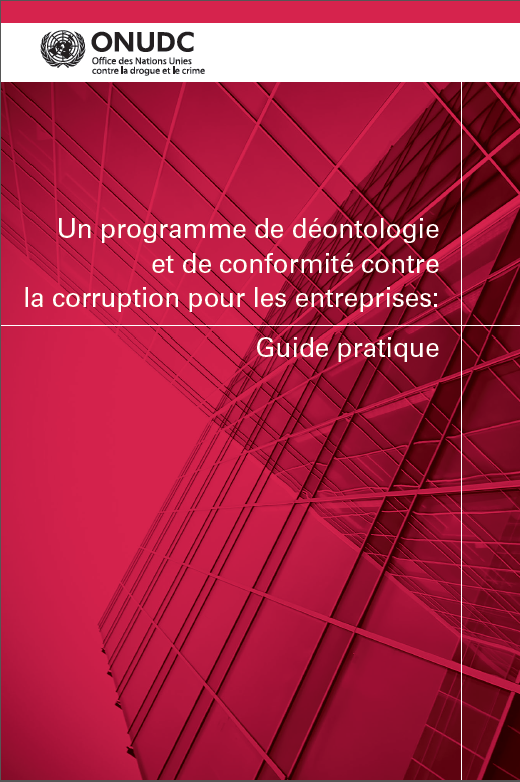 ONUDC
Office des Nations Unies
contre la drogue et le crime
Un programme de déontologie
et de conformité contre
la corruption pour les entreprises:
Guide pratique